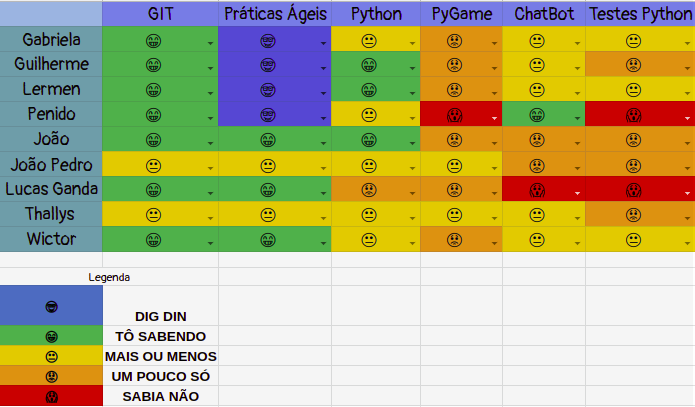 GIT Práticas Ágeis Python PyGame ChatBot Testes Python
Gabriela
Guilherme
Lermen
Penido
João
João Pedro
Lucas Ganda
Thallys
Wictor
Legenda
DIG DIN
TÔ SABENDO
MAIS OU MENOS
UM POUCO SÓ
SABIA NÃO